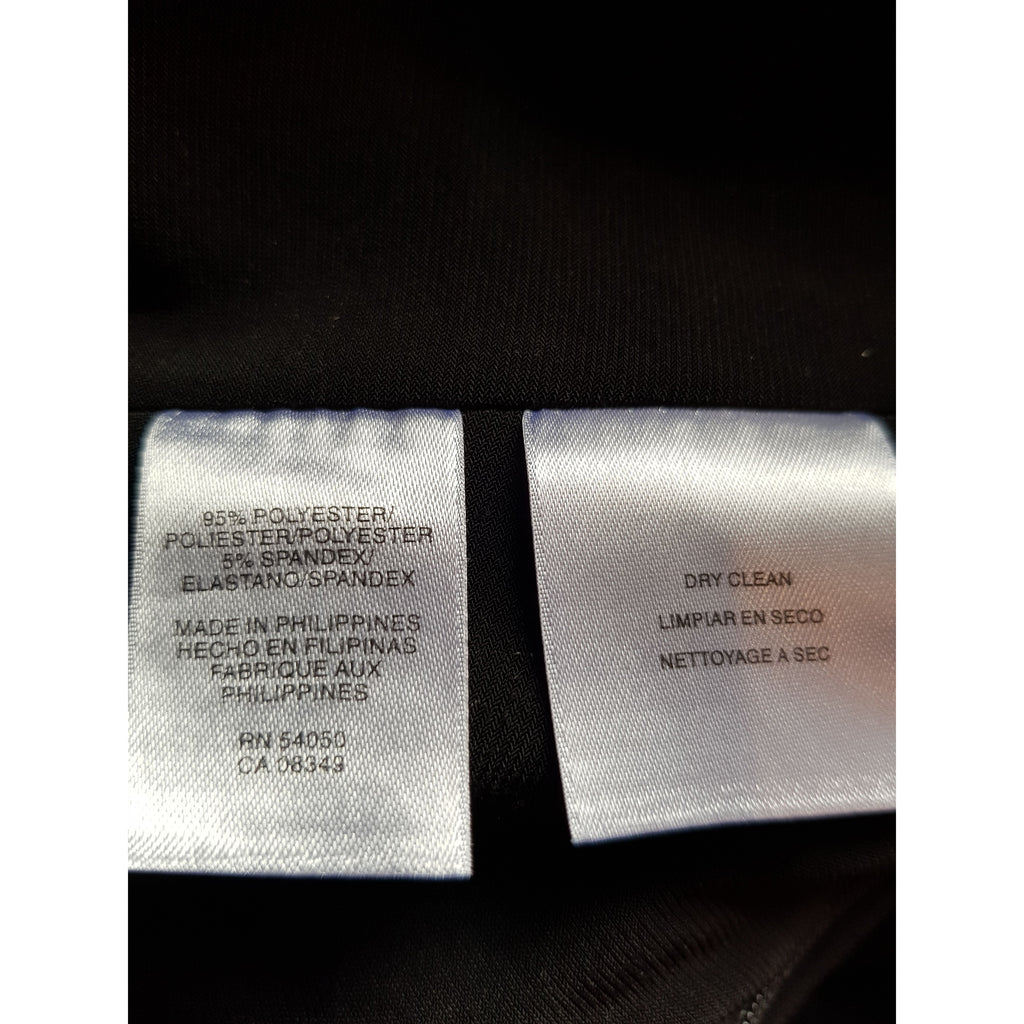 95% POLYESTER/
POLIESTER/POLYESTER
5% SPANDEX/
ELASTANO/SPANDEX
MADE IN PHILIPPINES
HECHO EN FILIPINAS
FABRIQUE AUX
PHILIPPINES
RN 54050
CA 08349
DRY CLEAN
LIMPIAR EN SECO
NETTOYAGE A SEC